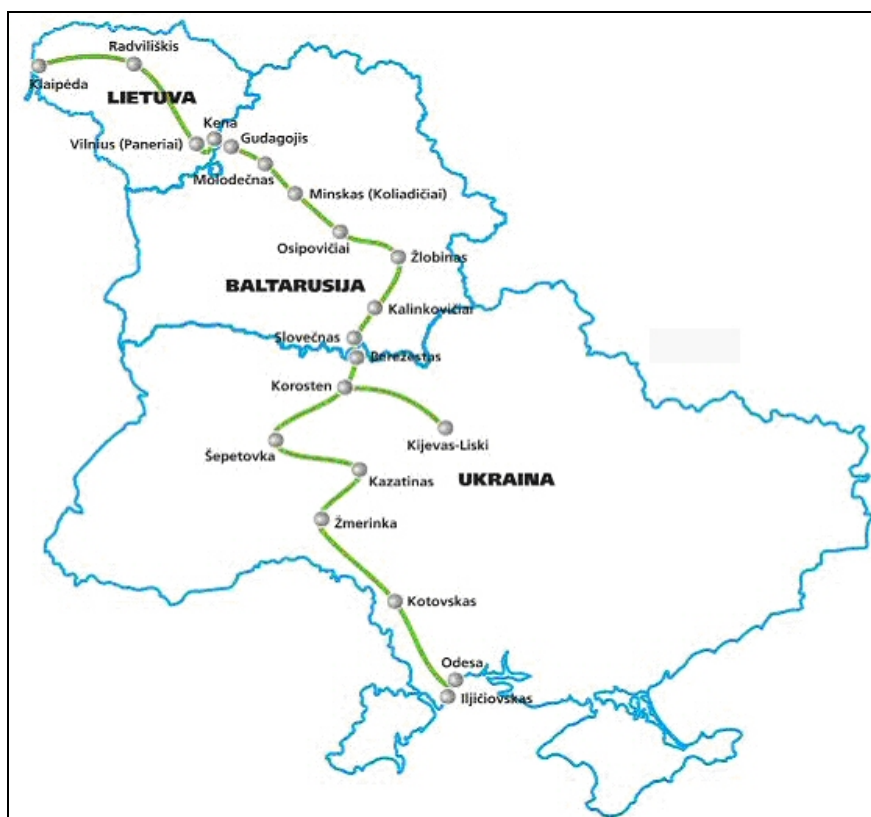 Radviliškis
Klaipėda
LIETUVA
Kena
Vilnius (Paneriai)
Gudagojis
Molodečnas
Minskas (Koliadičiai)
Osipovičiai
Žlobinas
BALTARUSIJA
Kalinkovičiai
Slovečnas
Berežestas
Korosten
Kijevas-Liski
Šepetovka
Kazatinas
UKRAINA
Žmerinka
Kotovskas
Odesa
Iljičiovskas